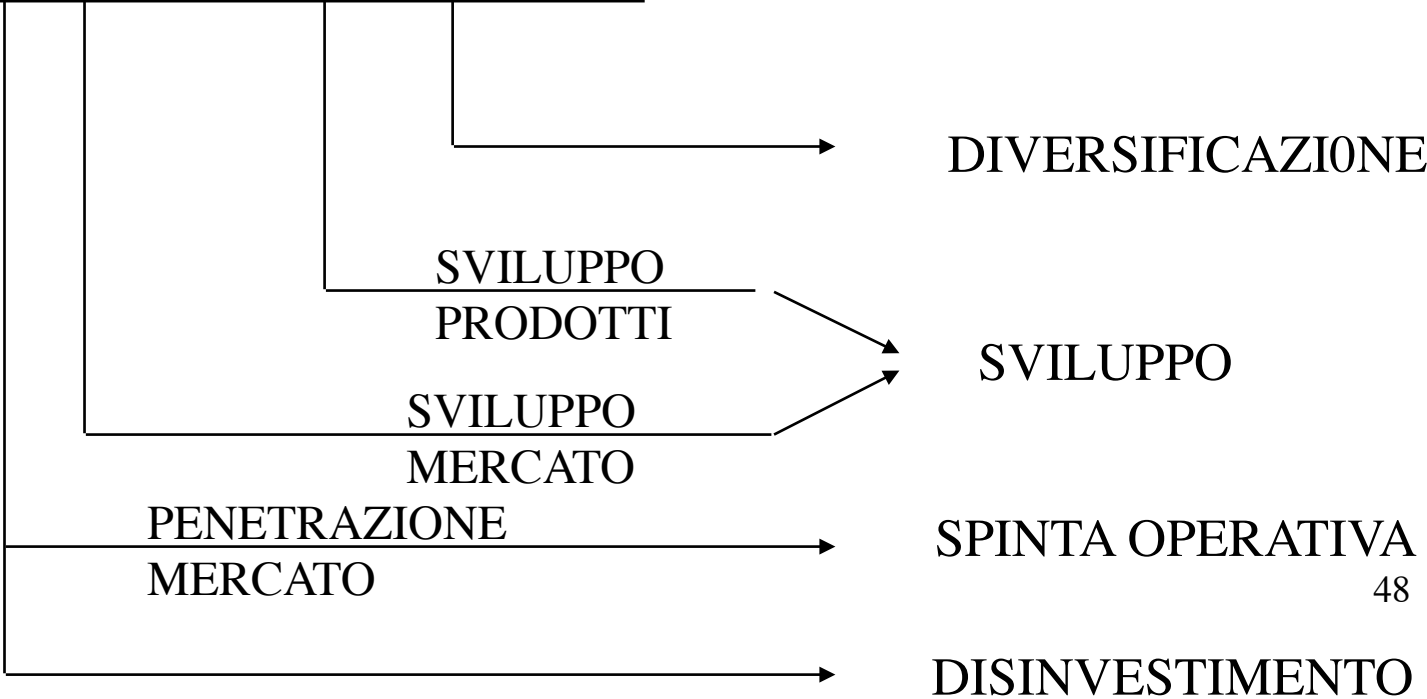 DIVERSIFICAZI0NE
SVILUPPO
PRODOTTI
SVILUPPO
SVILUPPO
MERCATO
PENETRAZIONE
MERCATO
SPINTA OPERATIVA
48
DISINVESTIMENTO